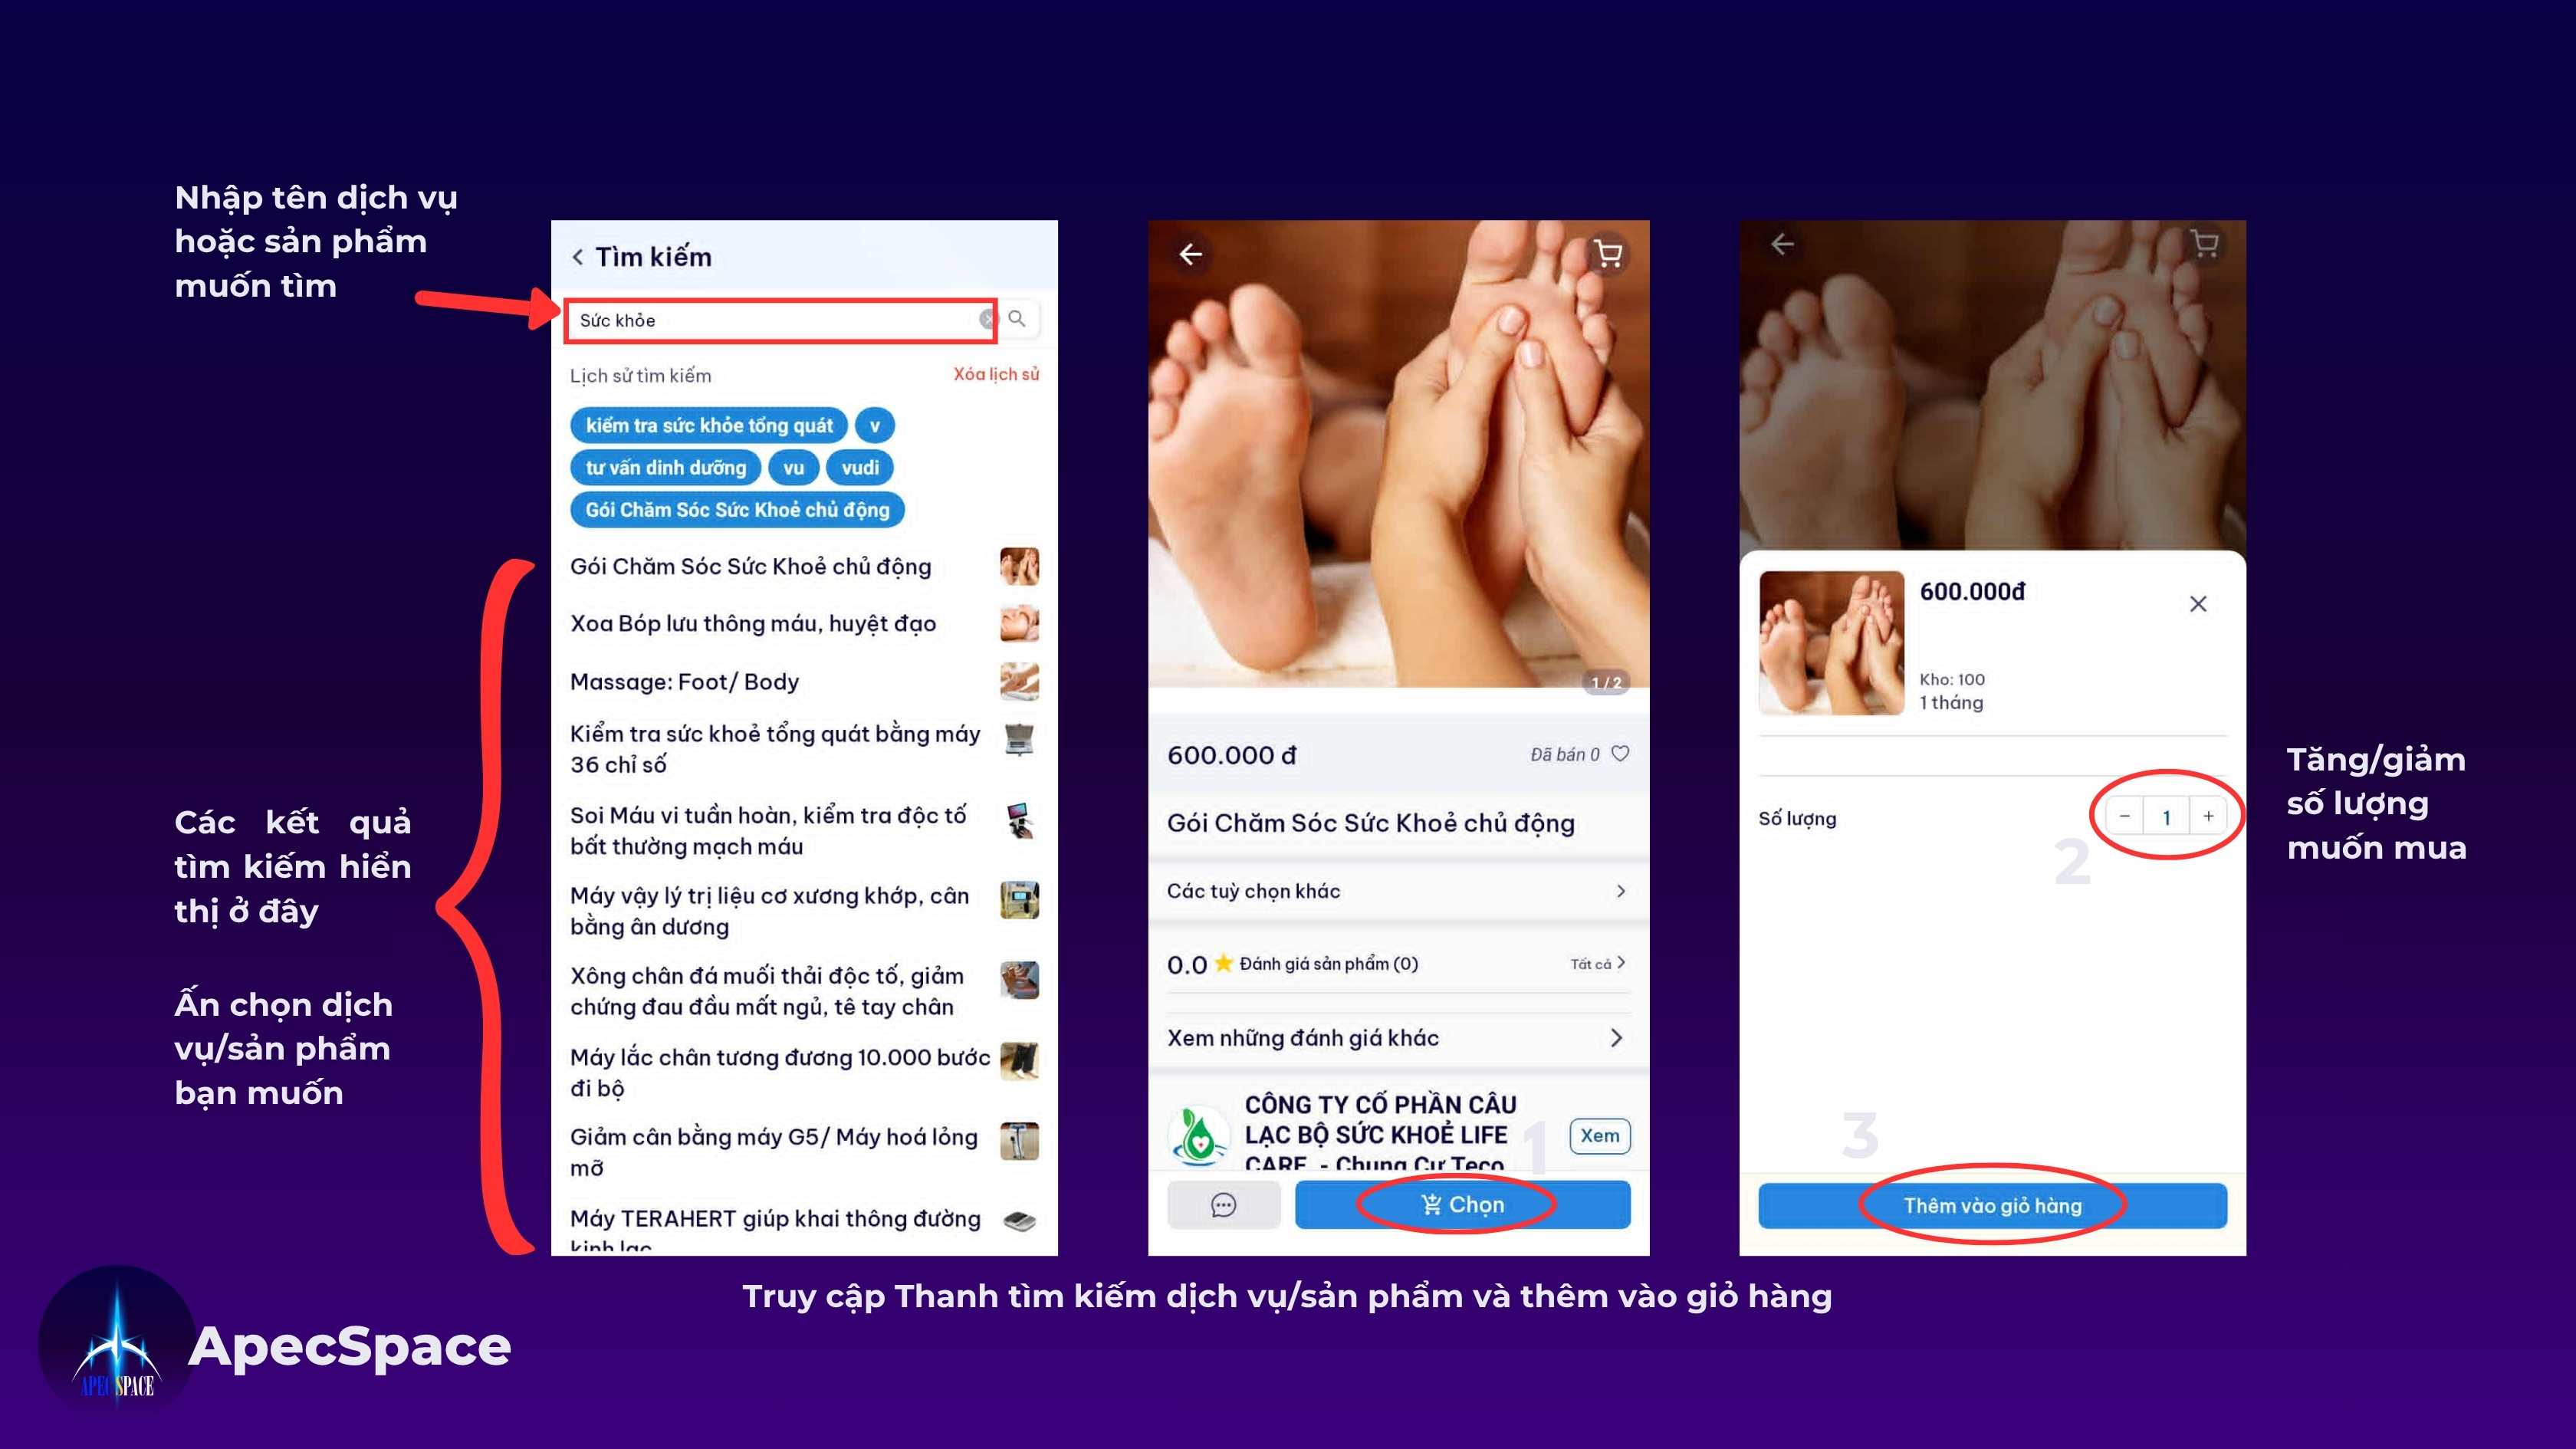 Nhập tên dịch vụ
hoặc sản phẩm
muốn tìm
Các kết quả
tìm kiếm hiển
thị ở đây
Ấn chọn dịch
vụ/sản phẩm
bạn muốn
Tìm kiếm
Sức khỏe
Lịch sử tìm kiếm
Xóa lịch sử
kiểm tra sức khỏe tổng quát
v
tư vấn dinh dưỡng
vu
vudi
Gói Chăm Sóc Sức Khoẻ chủ động
Gói Chăm Sóc Sức Khoẻ chủ động
Xoa Bóp lưu thông máu, huyệt đạo
Massage: Foot/ Body
Kiểm tra sức khoẻ tổng quát bằng máy
36 chỉ số
Soi Máu vi tuần hoàn, kiểm tra độc tố
bất thường mạch máu
Máy vậy lý trị liệu cơ xương khớp, cân
bằng ân dương
Xông chân đá muối thải độc tố, giảm
chứng đau đầu mất ngủ, tê tay chân
Máy lắc chân tương đương 10.000 bước
đi bộ
Giảm cân bằng máy G5/ Máy hoá lỏng
mỡ
Máy TERAHERT giúp khai thông đường
kinh lạc
1 / 2
600.000 đ
Đã bán 0
Gói Chăm Sóc Sức Khoẻ chủ động
Các tuỳ chọn khác
0.0 Đánh giá sản phẩm (0)
Tất cả
Xem những đánh giá khác
CÔNG TY CỔ PHẦN CÂU
LẠC BỘ SỨC KHOẺ LIFE
CARE - Chung Cư Teco
Xem
1
Chọn
600.000đ
Kho: 100
1 tháng
Số lượng
1
2
3
Thêm vào giỏ hàng
Tăng/giảm
số lượng
muốn mua
Truy cập Thanh tìm kiếm dịch vụ/sản phẩm và thêm vào giỏ hàng
APECSPACE
ApecSpace